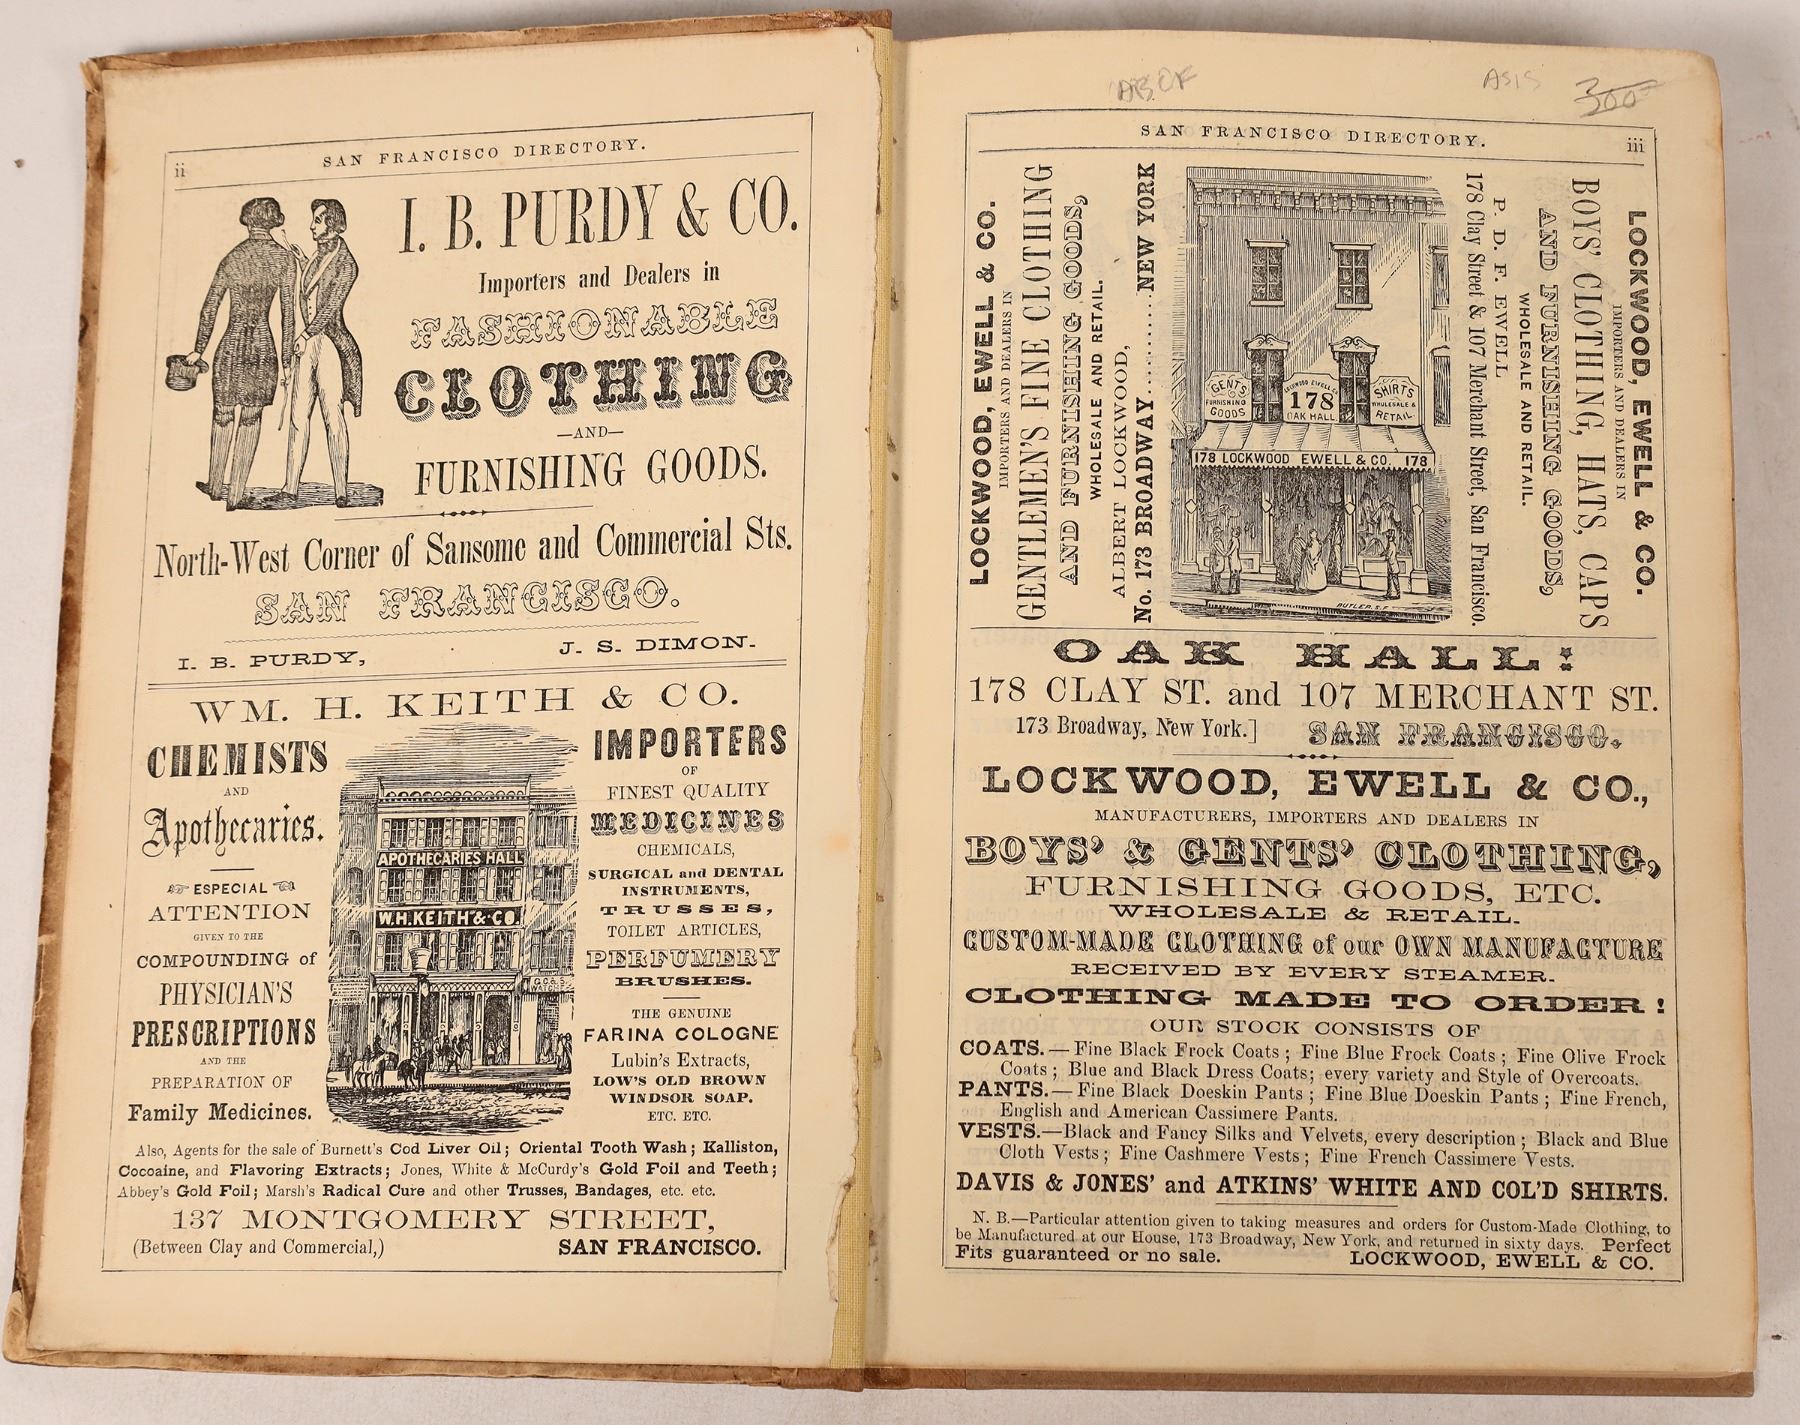 ii
SAN FRANCISCO DIRECTORY.
I. B. PURDY & CO.
Importers and Dealers in
FASHIONABLE
CLOTHING
—AND—
FURNISHING GOODS.
North-West Corner of Sansome and Commercial Sts.
SAN FRANCISCO.
I. B. PURDY,
J. S. DIMON.
WM. H. KEITH & CO.
CHEMISTS
AND
Apothecaries.
ESPECIAL
ATTENTION
GIVEN TO THE
COMPOUNDING of
PHYSICIAN'S
PRESCRIPTIONS
AND THE
PREPARATION OF
Family Medicines.
APOTHECARIES HALL
W.H.KEITH & CO.
IMPORTERS
OF
FINEST QUALITY
MEDICINES
CHEMICALS,
SURGICAL and DENTAL
INSTRUMENTS,
TRUSSES,
TOILET ARTICLES,
PERFUMERY
BRUSHES.
THE GENUINE
FARINA COLOGNE
Lubin's Extracts,
LOW'S OLD BROWN
WINDSOR SOAP.
ETC. ETC.
Also, Agents for the sale of Burnett's Cod Liver Oil; Oriental Tooth Wash; Kalliston,
Cocoaine, and Flavoring Extracts; Jones, White & McCurdy's Gold Foil and Teeth;
Abbey's Gold Foil; Marsh's Radical Cure and other Trusses, Bandages, etc. etc.
137 MONTGOMERY STREET,
(Between Clay and Commercial,)
SAN FRANCISCO.
ASIS
300
SAN FRANCISCO DIRECTORY.
iii
LOCKWOOD, EWELL & CO.
IMPORTERS AND DEALERS IN
GENTLEMEN'S FINE CLOTHING
AND FURNISHING GOODS,
WHOLESALE AND RETAIL.
ALBERT LOCKWOOD,
No. 173 BROADWAY..........NEW YORK
GENTS
FURNISHING
GOODS
LOCKWOOD EWELL & CO
178
OAK HALL
SHIRTS
WHOLESALE &
RETAIL
178 LOCKWOOD EWELL & CO. 178
BUTLER. S.F
LOCKWOOD, EWELL & CO.
IMPORTERS AND DEALERS IN
BOYS' CLOTHING, HATS, CAPS
AND FURNISHING GOODS,
WHOLESALE AND RETAIL.
P. D. F. EWELL
178 Clay Street & 107 Merchant Street, San Francisco.
OAK HALL:
178 CLAY ST. and 107 MERCHANT ST.
173 Broadway, New York.]
SAN FRANCISCO.
LOCKWOOD, EWELL & CO.,
MANUFACTURERS, IMPORTERS AND DEALERS IN
BOYS' & GENTS' CLOTHING,
FURNISHING GOODS, ETC.
WHOLESALE & RETAIL.
CUSTOM-MADE CLOTHING of our OWN MANUFACTURE
RECEIVED BY EVERY STEAMER.
CLOTHING MADE TO ORDER!
OUR STOCK CONSISTS OF
COATS.—Fine Black Frock Coats; Fine Blue Frock Coats; Fine Olive Frock
Coats; Blue and Black Dress Coats; every variety and Style of Overcoats.
PANTS.—Fine Black Doeskin Pants; Fine Blue Doeskin Pants; Fine French,
English and American Cassimere Pants.
VESTS.—Black and Fancy Silks and Velvets, every description; Black and Blue
Cloth Vests; Fine Cashmere Vests; Fine French Cassimere Vests.
DAVIS & JONES' and ATKINS' WHITE AND COL'D SHIRTS.
N. B.—Particular attention given to taking measures and orders for Custom-Made Clothing, to
be Manufactured at our House, 173 Broadway, New York, and returned in sixty days. Perfect
Fits guaranteed or no sale.
LOCKWOOD, EWELL & CO.